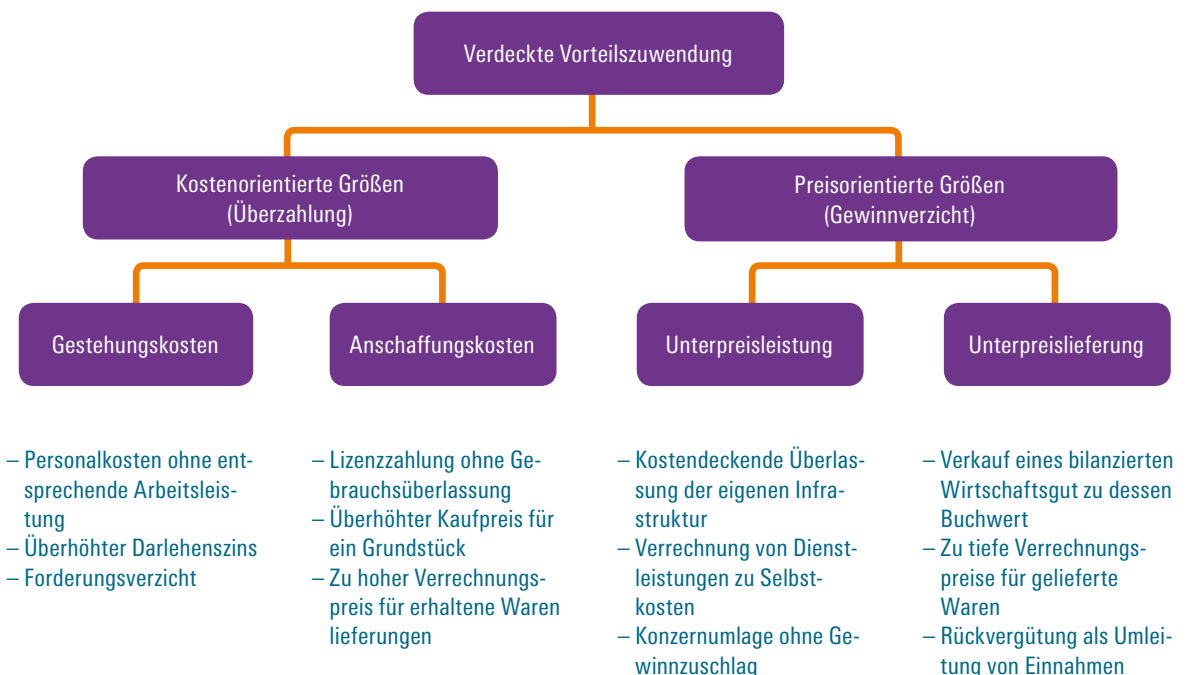 Verdeckte Vorteilszuwendung
Kostenorientierte Größen
(Überzahlung)
Preisorientierte Größen
(Gewinnverzicht)
Gestehungskosten
Anschaffungskosten
Unterpreisleistung
Unterpreislieferung
– Personalkosten ohne ent-
sprechende Arbeitsleis-
tung
– Überhöhter Darlehenszins
– Forderungsverzicht
– Lizenzzahlung ohne Ge-
brauchsüberlassung
– Überhöhter Kaufpreis für
ein Grundstück
– Zu hoher Verrechnungs-
preis für erhaltene Waren
lieferungen
– Kostendeckende Überlas-
sung der eigenen Infra-
struktur
– Verrechnung von Dienst-
leistungen zu Selbst-
kosten
– Konzernumlage ohne Ge-
winnzuschlag
– Verkauf eines bilanzierten
Wirtschaftsgut zu dessen
Buchwert
– Zu tiefe Verrechnungs-
preise für gelieferte
Waren
– Rückvergütung als Umlei-
tung von Einnahmen